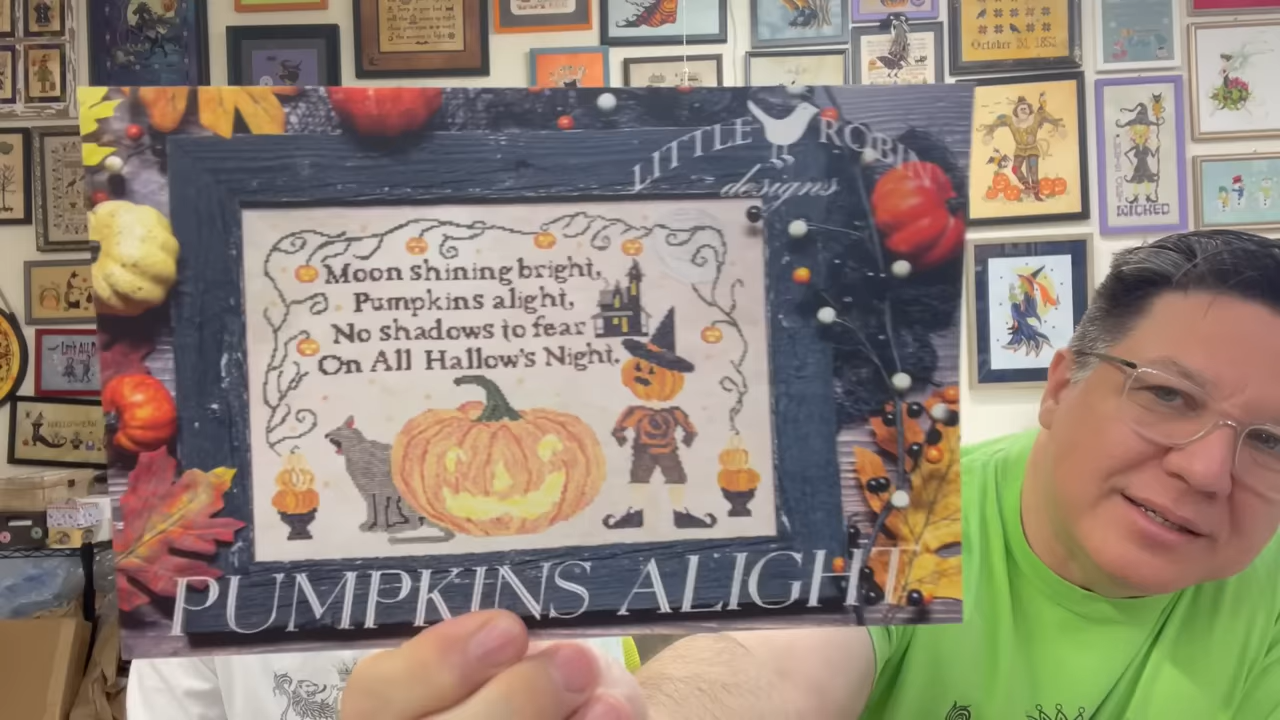 October 31, 1852
LITTLE ROBIN
designs
Moon shining bright,
Pumpkins alight,
No shadows to fear
On All Hallow's Night.
PUMPKINS ALIGHT
WICKED
HALLOWEEN